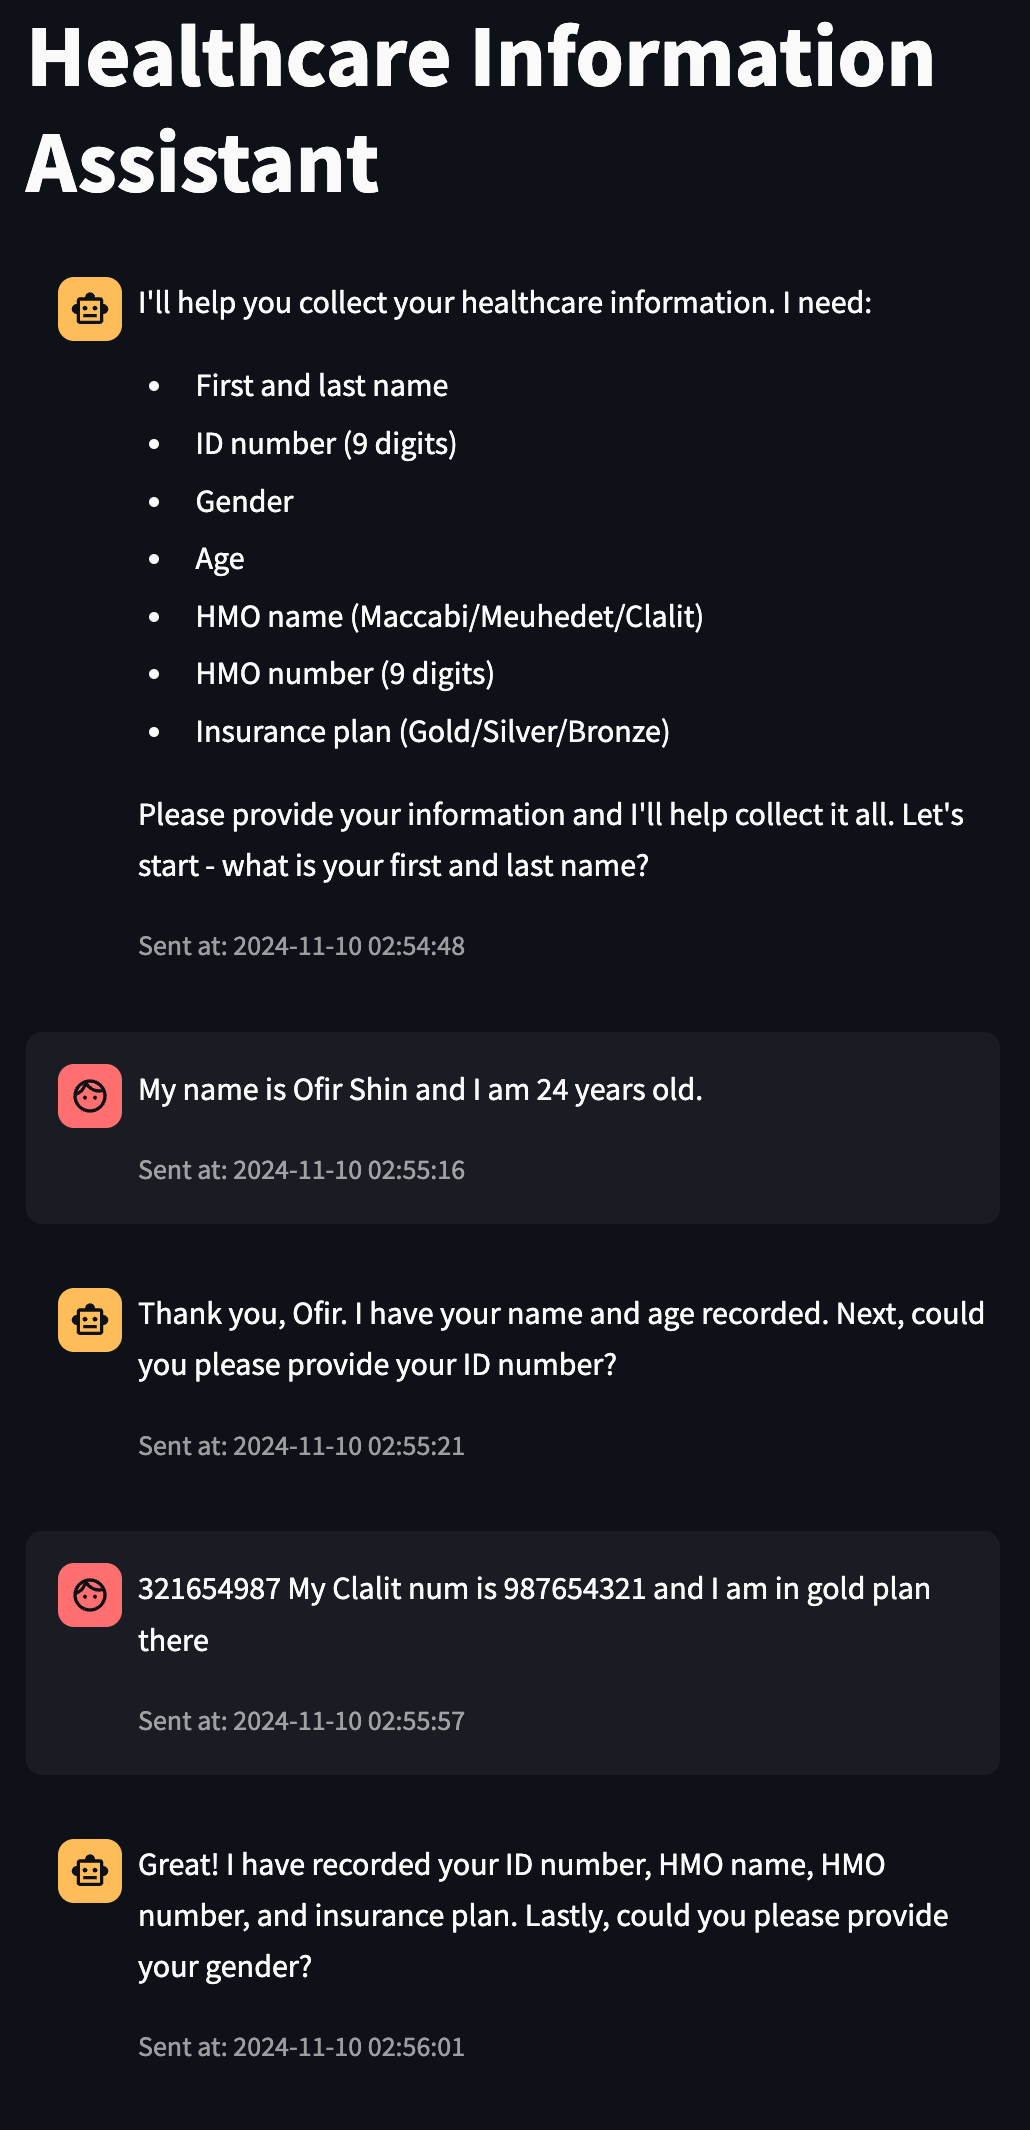 Healthcare Information
Assistant
I'll help you collect your healthcare information. I need:
• First and last name
• ID number (9 digits)
• Gender
• Age
• HMO name (Maccabi/Meuhedet/Clalit)
• HMO number (9 digits)
• Insurance plan (Gold/Silver/Bronze)
Please provide your information and I'll help collect it all. Let's
start - what is your first and last name?
Sent at: 2024-11-10 02:54:48
My name is Ofir Shin and I am 24 years old.
Sent at: 2024-11-10 02:55:16
Thank you, Ofir. I have your name and age recorded. Next, could
you please provide your ID number?
Sent at: 2024-11-10 02:55:21
321654987 My Clalit num is 987654321 and I am in gold plan
there
Sent at: 2024-11-10 02:55:57
Great! I have recorded your ID number, HMO name, HMO
number, and insurance plan. Lastly, could you please provide
your gender?
Sent at: 2024-11-10 02:56:01